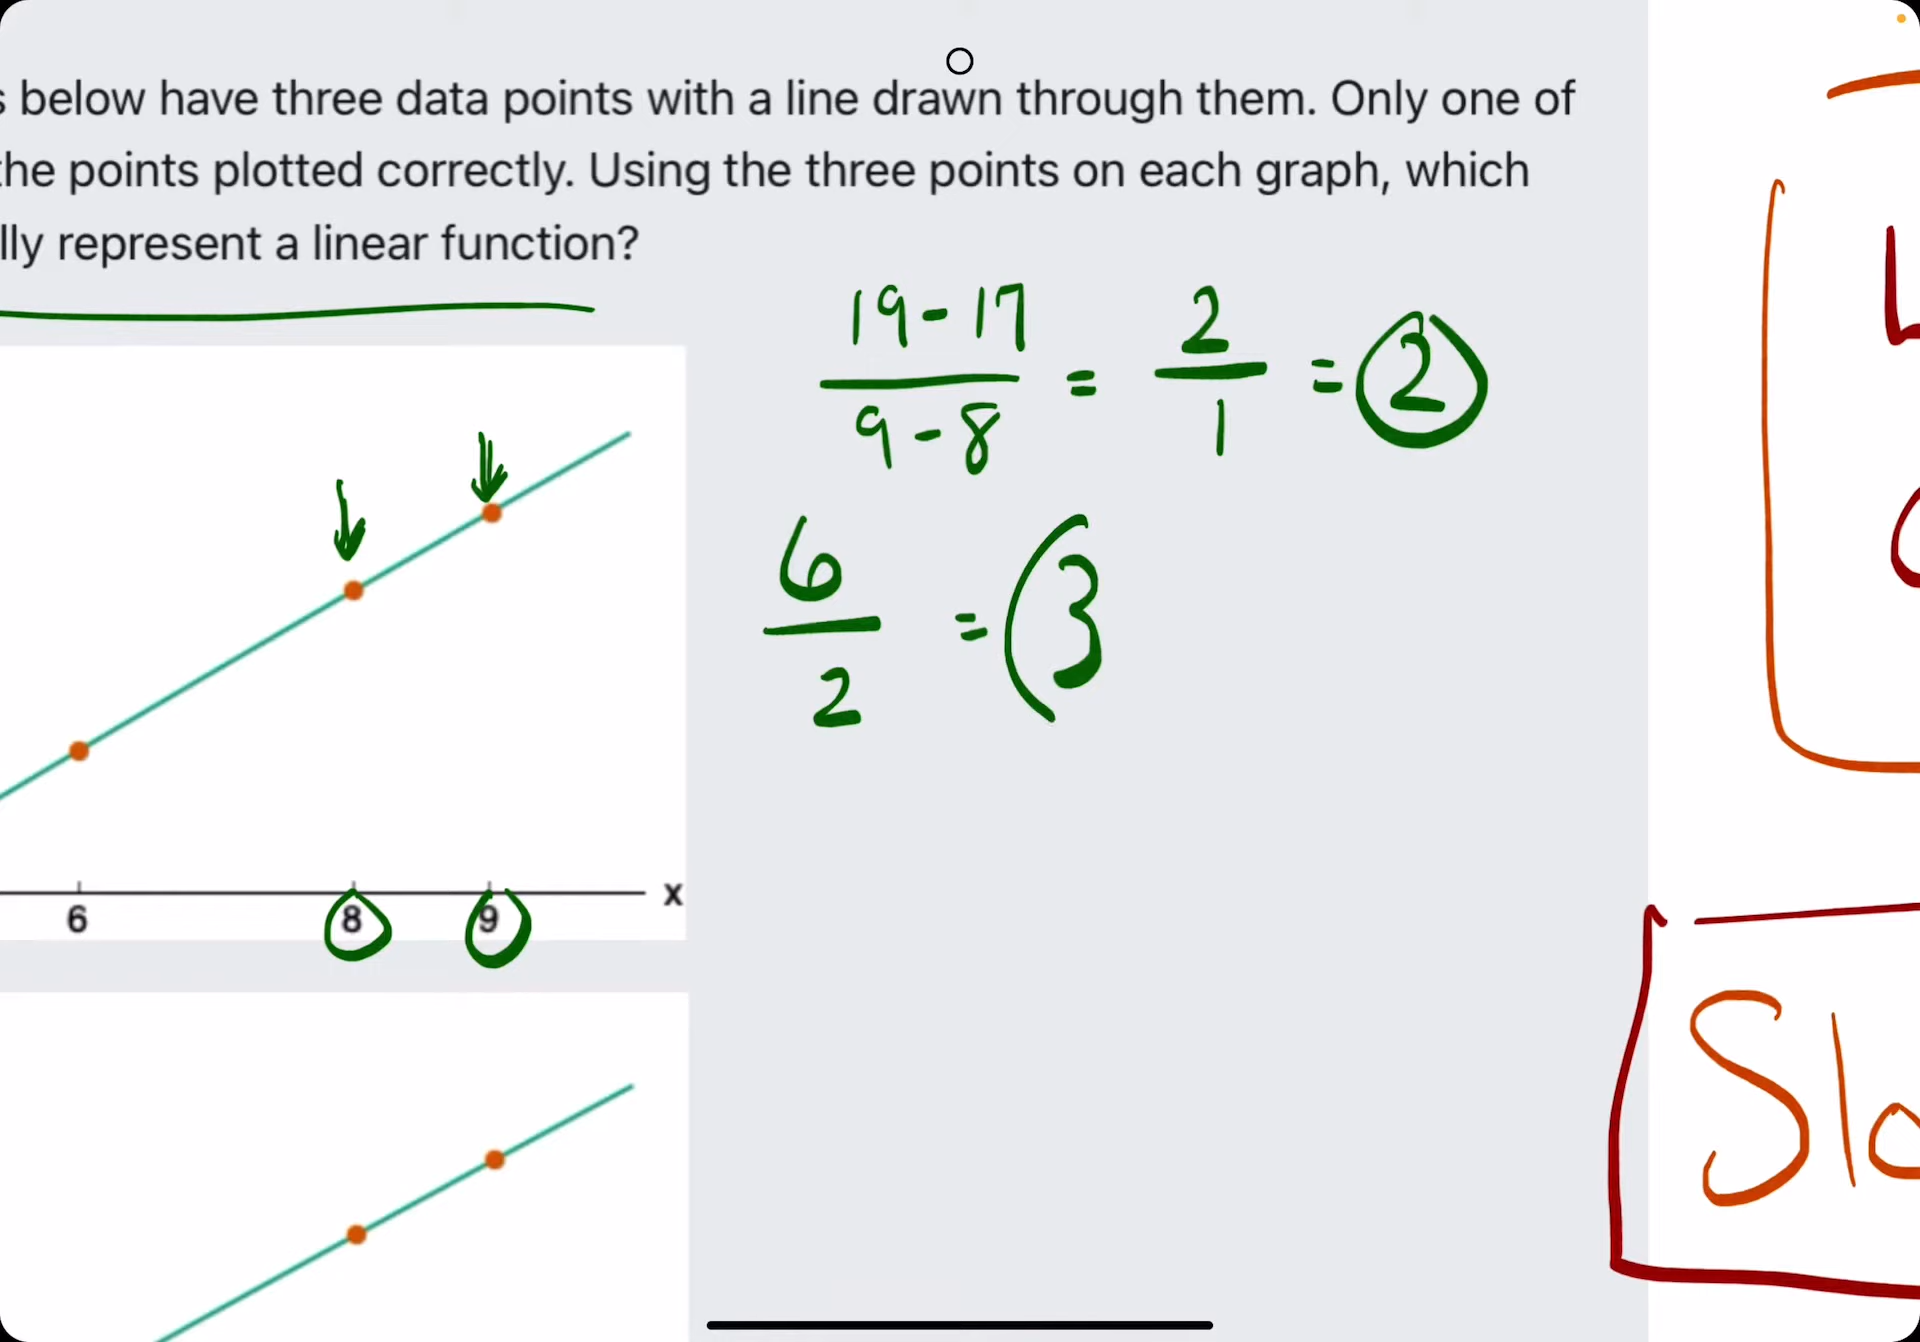 below have three data points with a line drawn through them. Only one of
the points plotted correctly. Using the three points on each graph, which
lly represent a linear function?
19 - 17
9 - 8
=
2
1
= 2
6
2
= (3
x
6 8 9
L
Slo